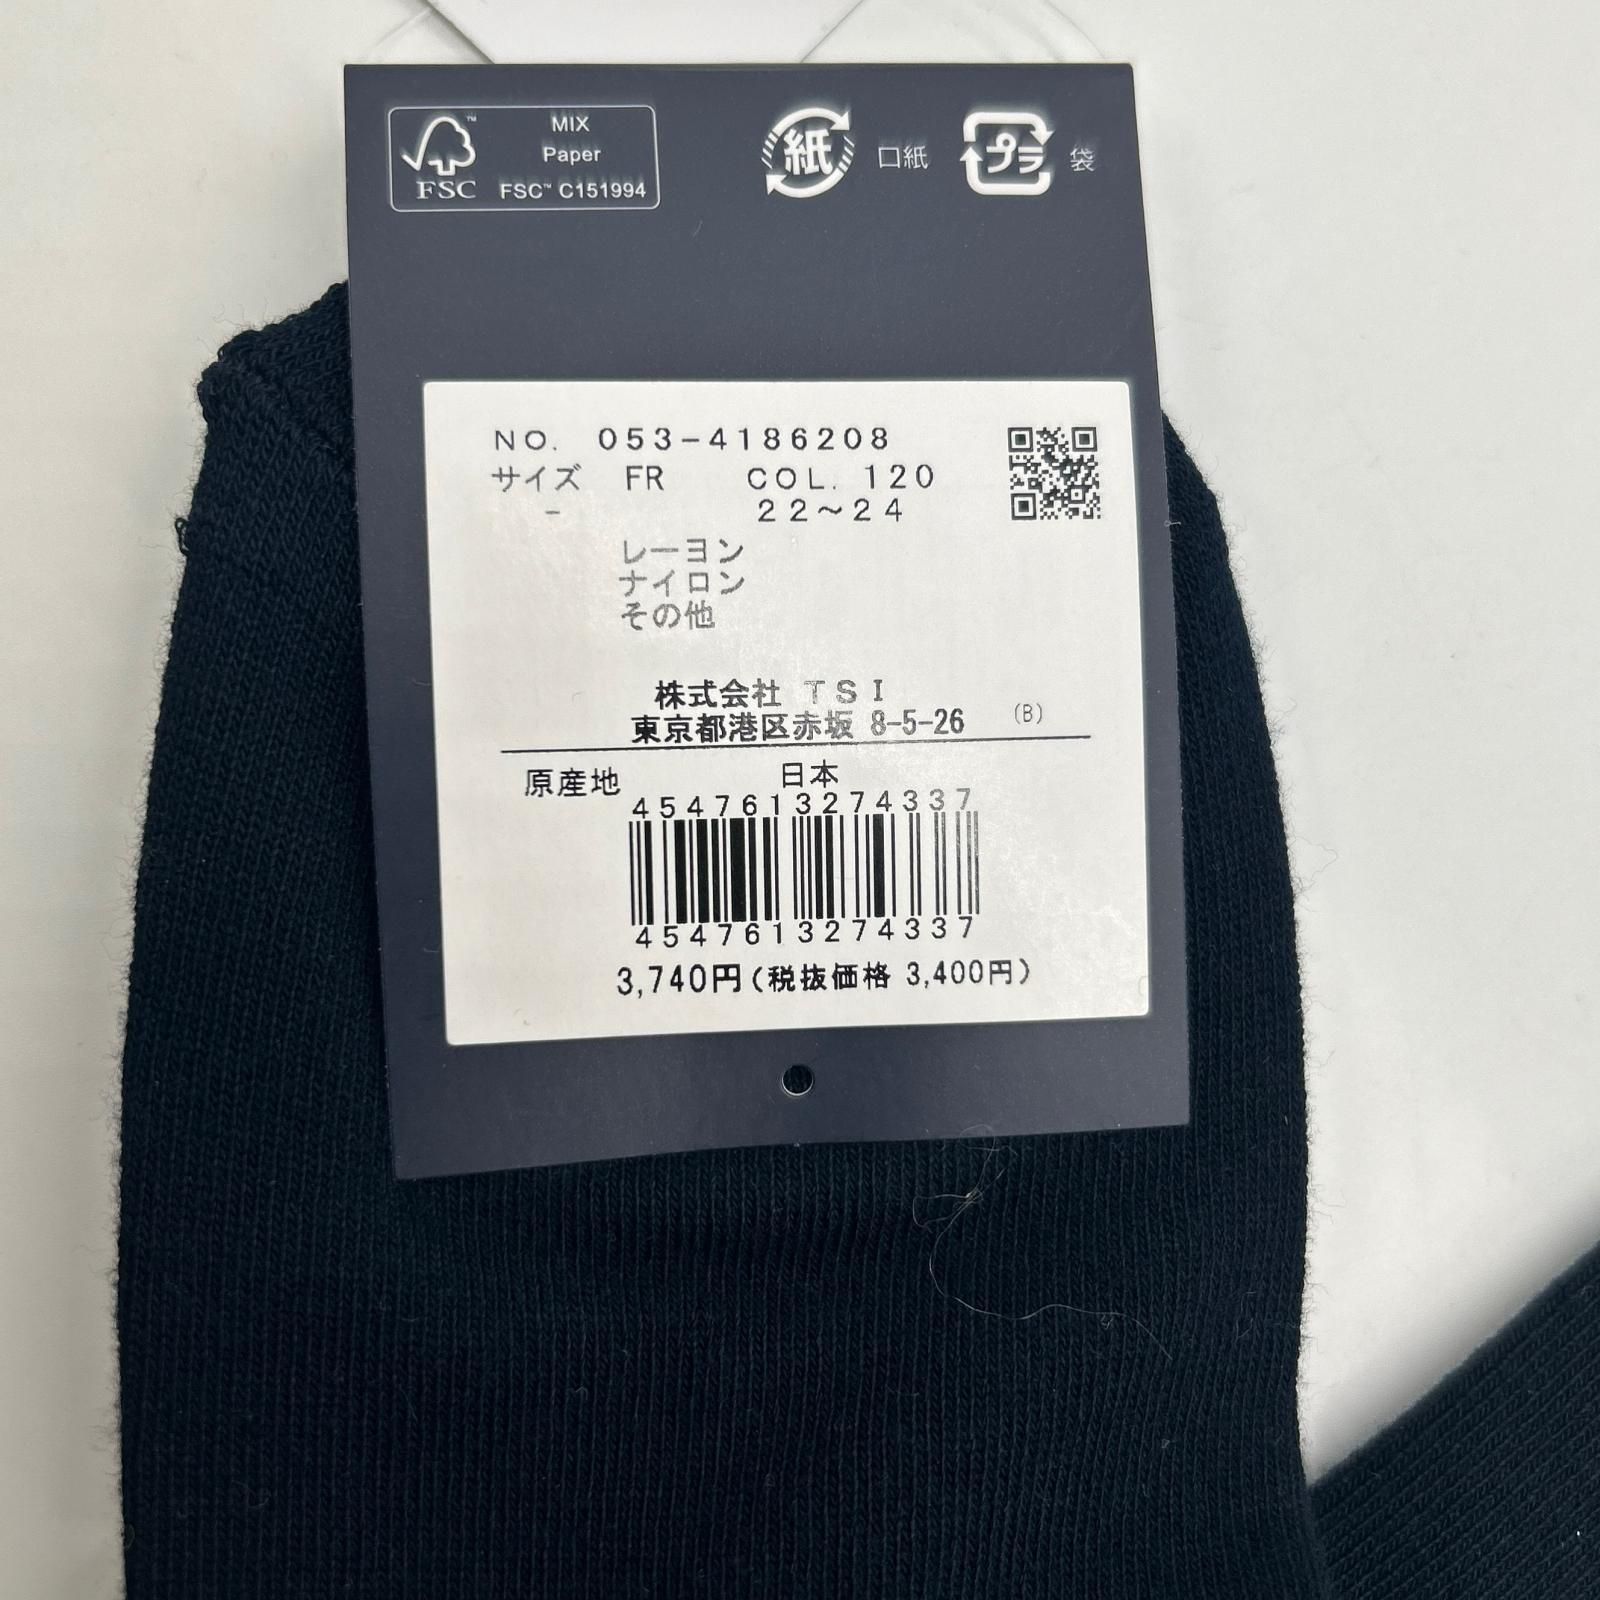 MIX
Paper
FSC FSC™ C151994
紙 口紙 プラ 袋
NO. 053-4186208
サイズ FR COL. 120
- 22～24
レーヨン
ナイロン
その他
株式会社 TSI
東京都港区赤坂 8-5-26 (B)
原産地 日本
4547613274337
4547613274337
3,740円(税抜価格 3,400円)